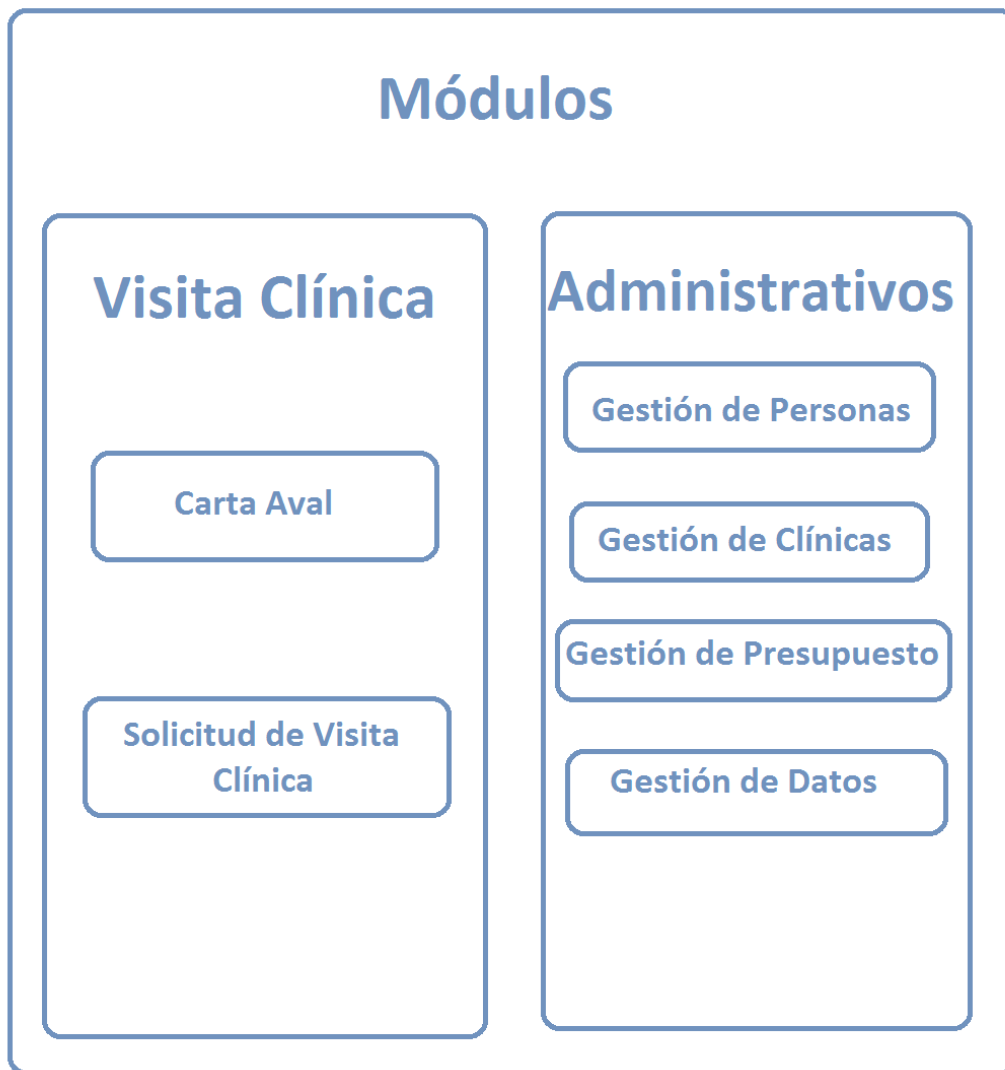 Módulos
Visita Clínica
Carta Aval
Solicitud de Visita
Clínica
Administrativos
Gestión de Personas
Gestión de Clínicas
Gestión de Presupuesto
Gestión de Datos